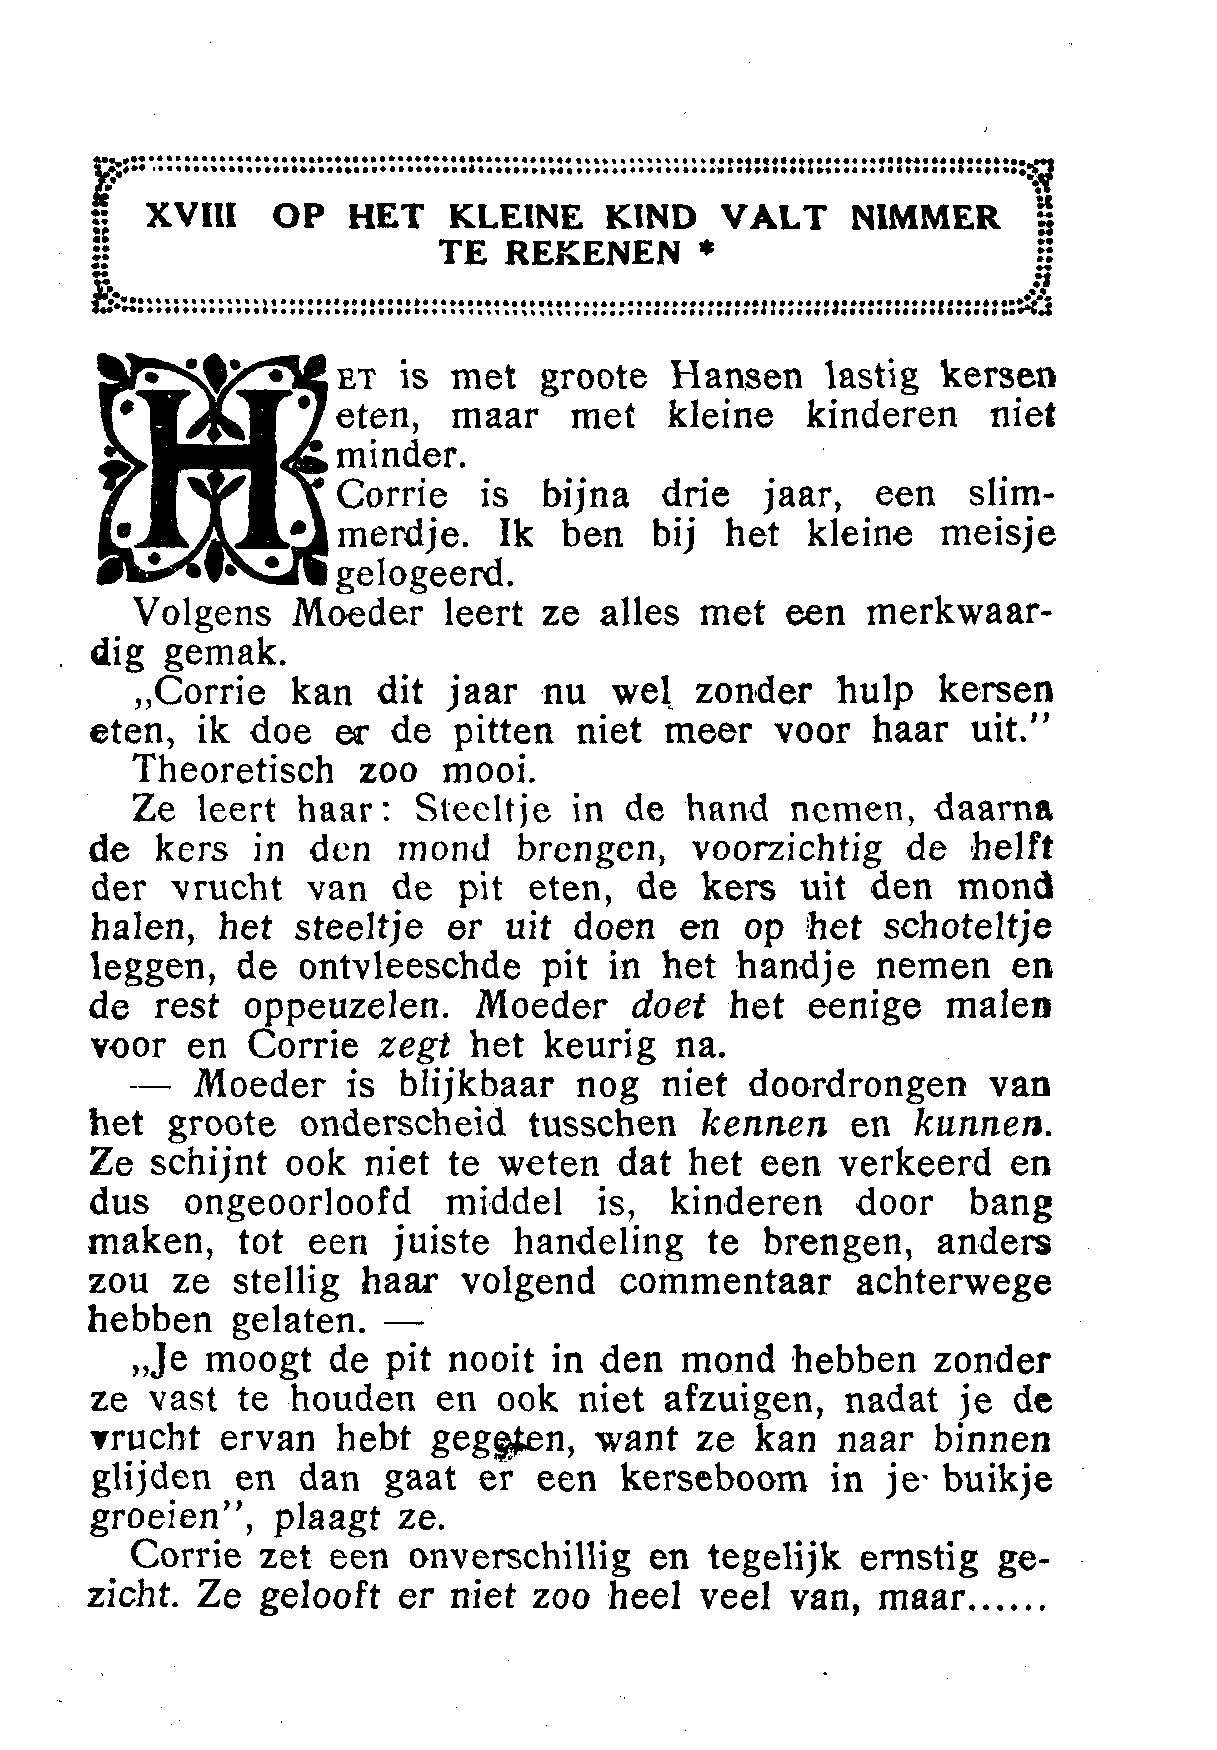 XVIII OP HET KLEINE KIND VALT NIMMER
TE REKENEN *
HET is met groote Hansen lastig kersen
eten, maar met kleine kinderen niet
minder.
Corrie is bijna drie jaar, een slim-
merdje. Ik ben bij het kleine meisje
gelogeerd.
Volgens Moeder leert ze alles met een merkwaar-
dig gemak.
„Corrie kan dit jaar nu wel zonder hulp kersen
eten, ik doe er de pitten niet meer voor haar uit.”
Theoretisch zoo mooi.
Ze leert haar: Steeltje in de hand nemen, daarna
de kers in den mond brengen, voorzichtig de helft
der vrucht van de pit eten, de kers uit den mond
halen, het steeltje er uit doen en op het schoteltje
leggen, de ontvleeschde pit in het handje nemen en
de rest oppeuzelen. Moeder doet het eenige malen
voor en Corrie zegt het keurig na.
— Moeder is blijkbaar nog niet doordrongen van
het groote onderscheid tusschen kennen en kunnen.
Ze schijnt ook niet te weten dat het een verkeerd en
dus ongeoorloofd middel is, kinderen door bang
maken, tot een juiste handeling te brengen, anders
zou ze stellig haar volgend commentaar achterwege
hebben gelaten. —
„Je moogt de pit nooit in den mond hebben zonder
ze vast te houden en ook niet afzuigen, nadat je de
vrucht ervan hebt gegeten, want ze kan naar binnen
glijden en dan gaat er een kerseboom in je buikje
groeien”, plaagt ze.
Corrie zet een onverschillig en tegelijk ernstig ge-
zicht. Ze gelooft er niet zoo heel veel van, maar......